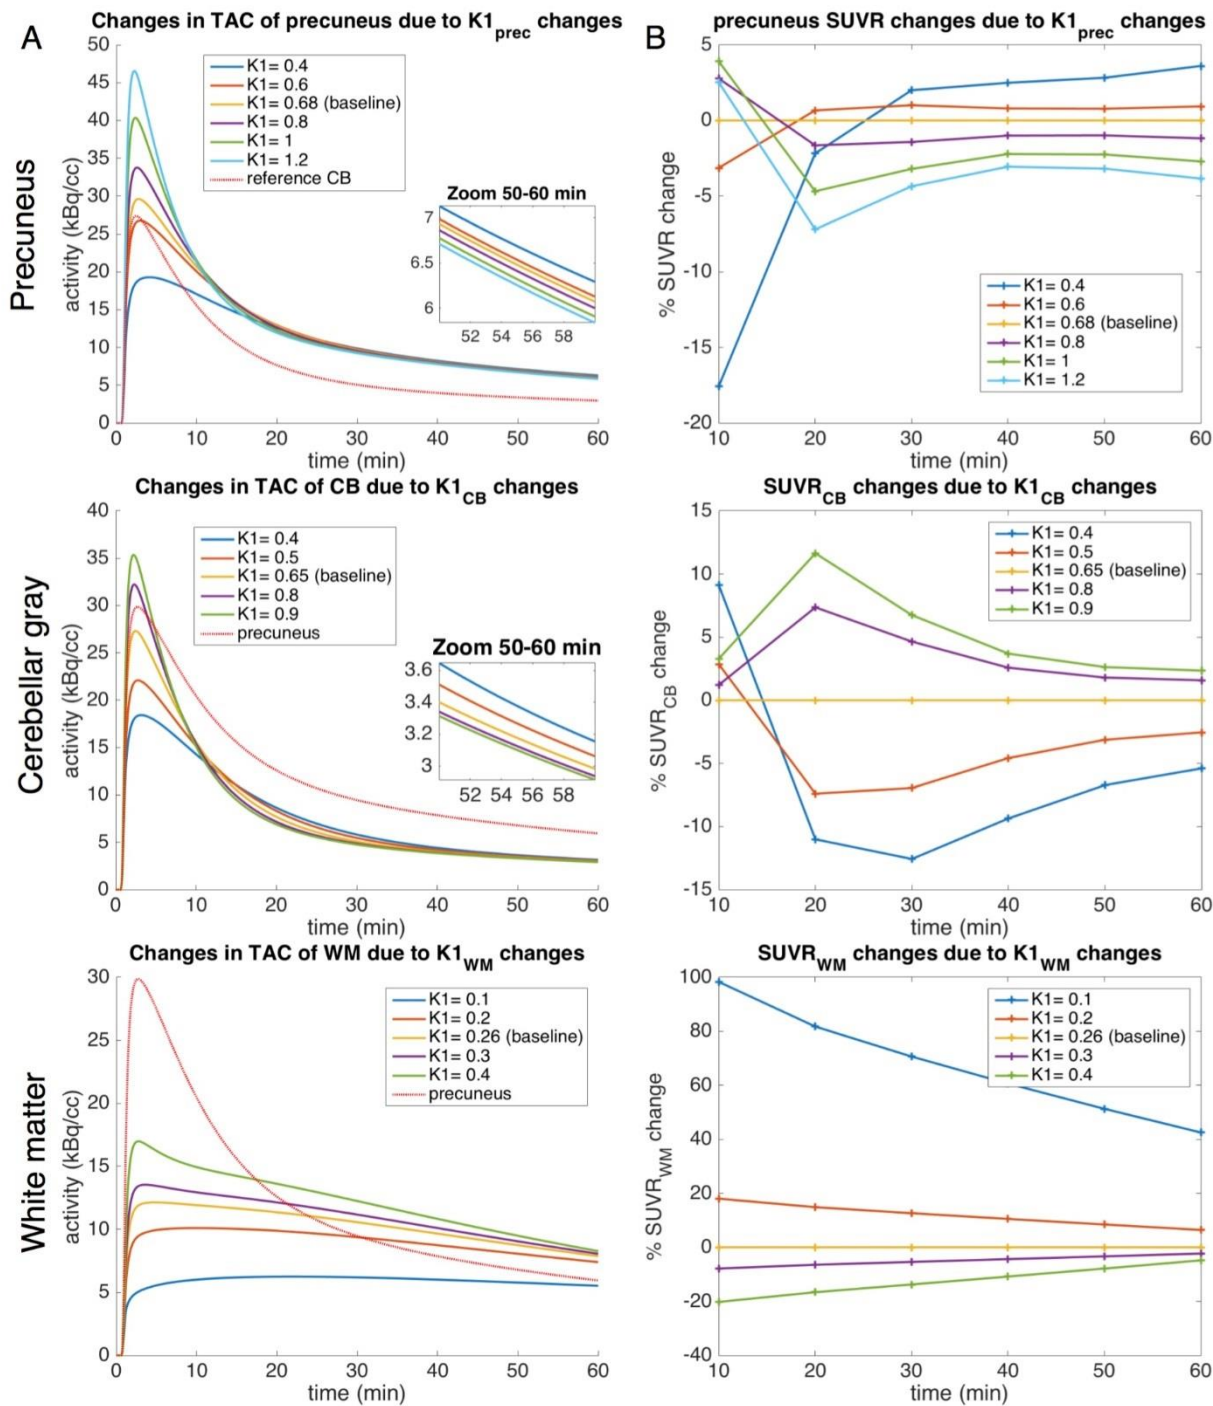 A
Changes in TAC of precuneus due to K1prec changes
Precuneus
activity (kBq/cc)
50
45
40
35
30
25
20
15
10
5
0
K1= 0.4
K1= 0.6
K1= 0.68 (baseline)
K1= 0.8
K1= 1
K1= 1.2
reference CB
Zoom 50-60 min
7
6.5
6
52 54 56 58
0 10 20 30 40 50 60
time (min)
B
precuneus SUVR changes due to K1prec changes
% SUVR change
5
0
-5
-10
-15
-20
K1= 0.4
K1= 0.6
K1= 0.68 (baseline)
K1= 0.8
K1= 1
K1= 1.2
10 20 30 40 50 60
time (min)
Changes in TAC of CB due to K1CB changes
Cerebellar gray
activity (kBq/cc)
40
35
30
25
20
15
10
5
0
K1= 0.4
K1= 0.5
K1= 0.65 (baseline)
K1= 0.8
K1= 0.9
precuneus
Zoom 50-60 min
3.6
3.4
3.2
3
52 54 56 58
0 10 20 30 40 50 60
time (min)
SUVRCB changes due to K1CB changes
% SUVRCB change
15
10
5
0
-5
-10
-15
K1= 0.4
K1= 0.5
K1= 0.65 (baseline)
K1= 0.8
K1= 0.9
10 20 30 40 50 60
time (min)
Changes in TAC of WM due to K1WM changes
White matter
activity (kBq/cc)
30
25
20
15
10
5
0
K1= 0.1
K1= 0.2
K1= 0.26 (baseline)
K1= 0.3
K1= 0.4
precuneus
0 10 20 30 40 50 60
time (min)
SUVRWM changes due to K1WM changes
% SUVRWM change
100
80
60
40
20
0
-20
-40
K1= 0.1
K1= 0.2
K1= 0.26 (baseline)
K1= 0.3
K1= 0.4
10 20 30 40 50 60
time (min)